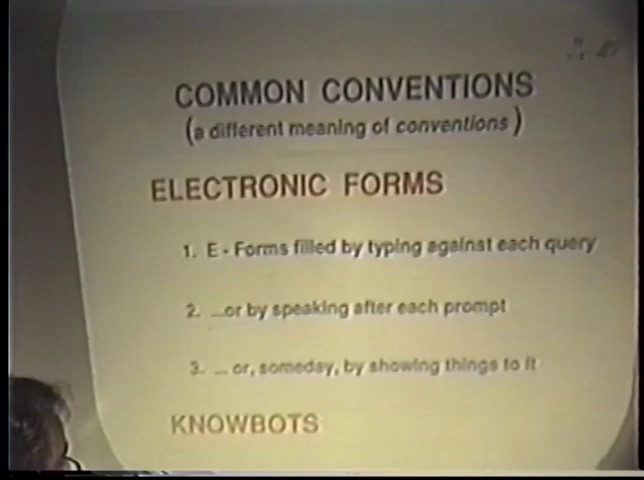 COMMON CONVENTIONS
(a different meaning of conventions)
ELECTRONIC FORMS
1. E - Forms filled by typing against each query
2. ...or by speaking after each prompt
3. ... or, someday, by showing things to it
KNOWBOTS